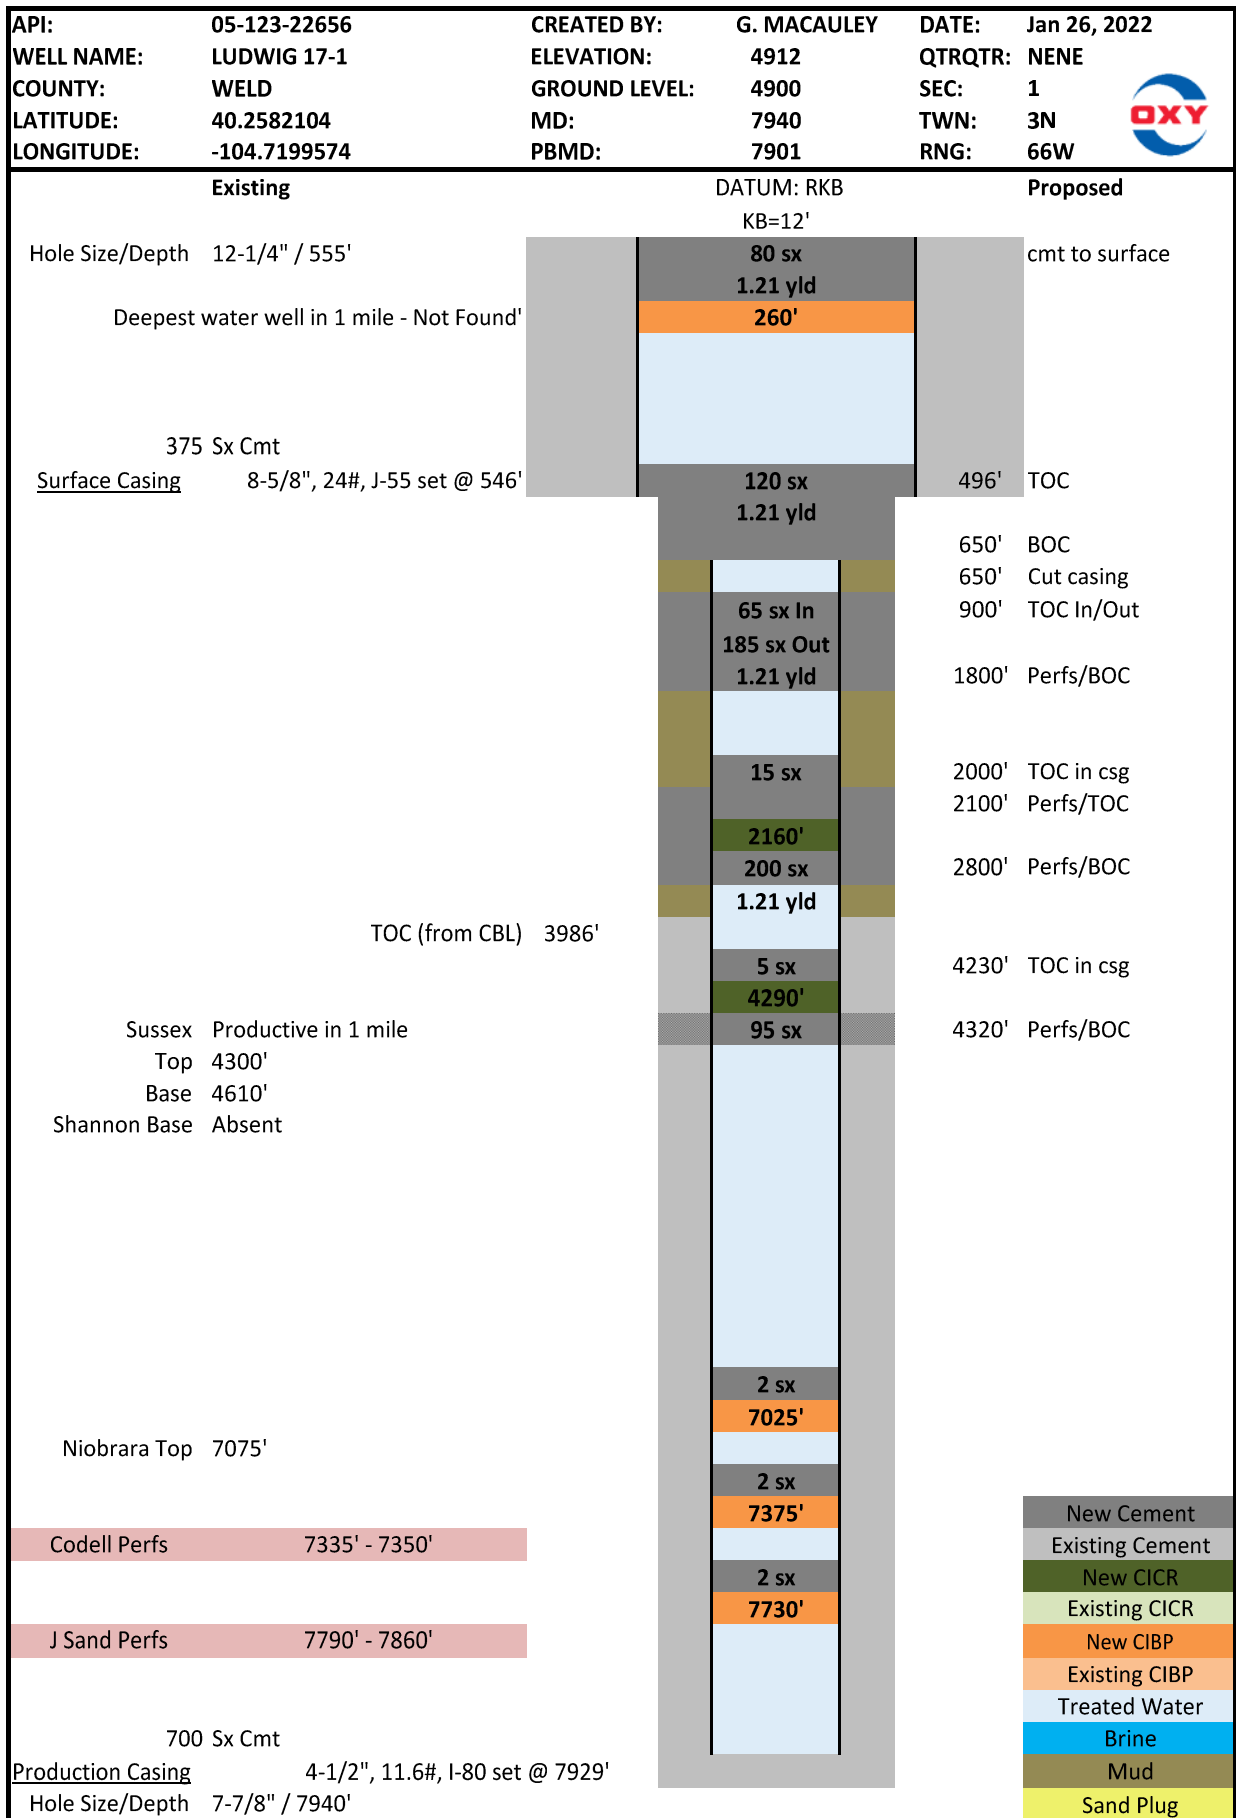 API: 05-123-22656 CREATED BY: G. MACAULEY DATE: Jan 26, 2022
WELL NAME: LUDWIG 17-1 ELEVATION: 4912 QTRQTR: NENE
COUNTY: WELD GROUND LEVEL: 4900 SEC: 1
LATITUDE: 40.2582104 MD: 7940 TWN: 3N
LONGITUDE: -104.7199574 PBMD: 7901 RNG: 66W
OXY
Existing DATUM: RKB Proposed
KB=12'
Hole Size/Depth 12-1/4" / 555' 80 sx cmt to surface
1.21 yld
Deepest water well in 1 mile - Not Found' 260'
375 Sx Cmt
Surface Casing 8-5/8", 24#, J-55 set @ 546' 120 sx 496' TOC
1.21 yld
650' BOC
650' Cut casing
65 sx In 900' TOC In/Out
185 sx Out
1.21 yld 1800' Perfs/BOC
15 sx 2000' TOC in csg
2100' Perfs/TOC
2160'
200 sx 2800' Perfs/BOC
1.21 yld
TOC (from CBL) 3986'
5 sx 4230' TOC in csg
4290'
Sussex Productive in 1 mile 95 sx 4320' Perfs/BOC
Top 4300'
Base 4610'
Shannon Base Absent
2 sx
7025'
Niobrara Top 7075'
2 sx
7375' New Cement
Codell Perfs 7335' - 7350' Existing Cement
2 sx New CICR
7730' Existing CICR
J Sand Perfs 7790' - 7860' New CIBP
Existing CIBP
Treated Water
700 Sx Cmt Brine
Production Casing 4-1/2", 11.6#, I-80 set @ 7929' Mud
Hole Size/Depth 7-7/8" / 7940' Sand Plug